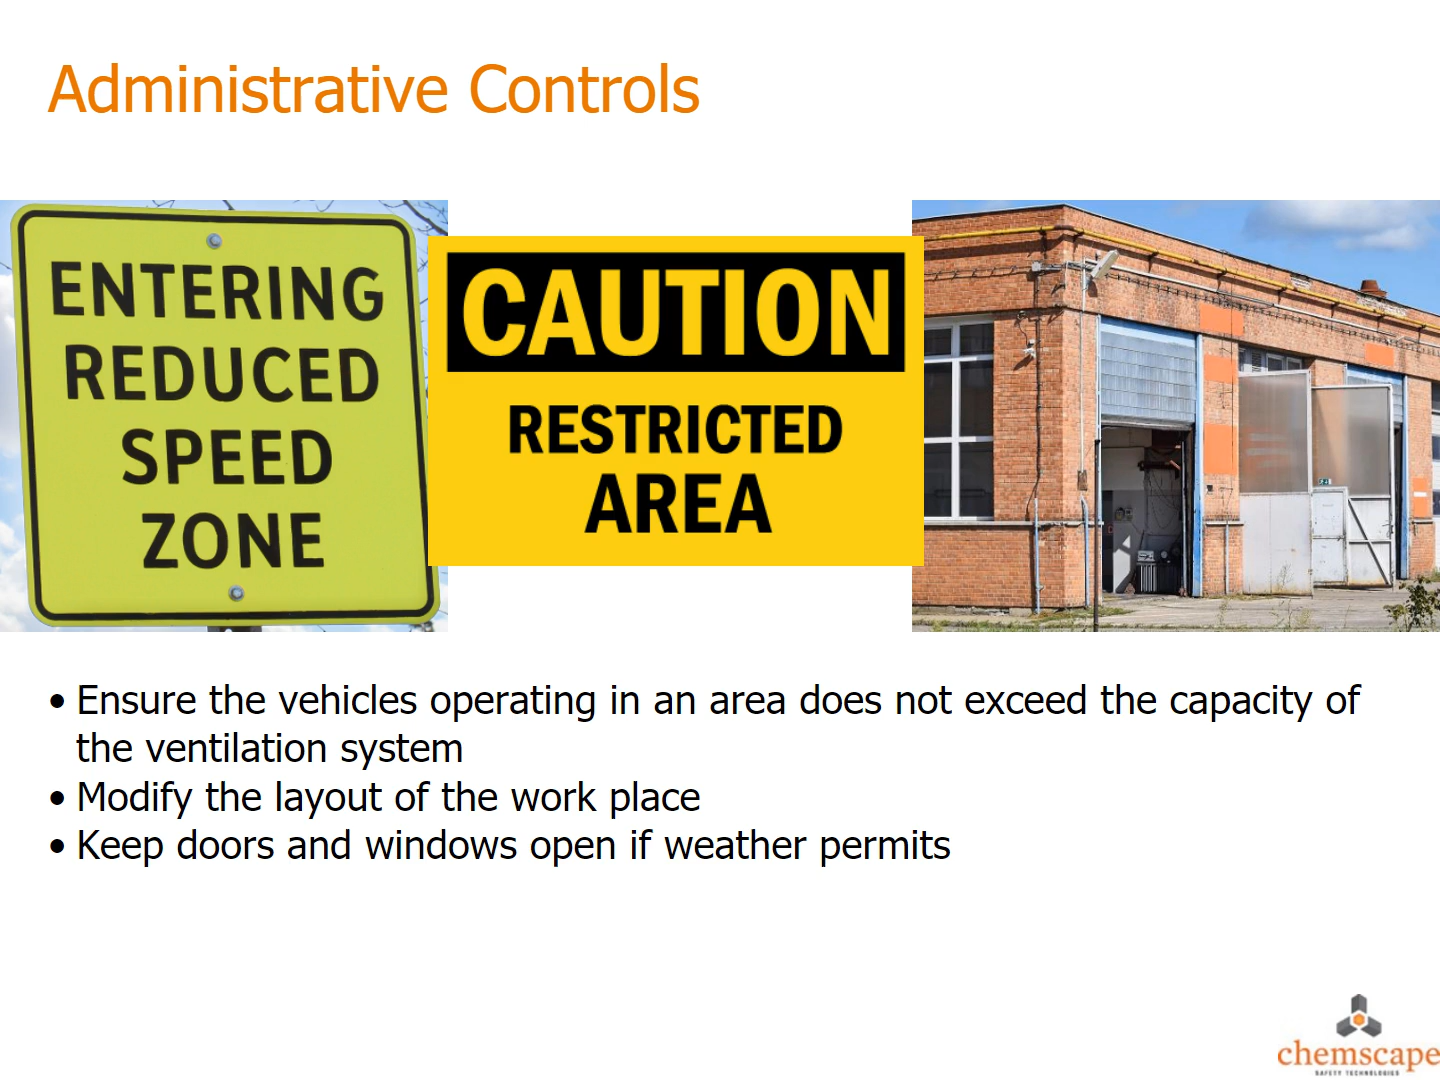 Administrative Controls
ENTERING
REDUCED
SPEED
ZONE
CAUTION
RESTRICTED
AREA
• Ensure the vehicles operating in an area does not exceed the capacity of
the ventilation system
• Modify the layout of the work place
• Keep doors and windows open if weather permits
chemscape
SAFETY TECHNOLOGIES